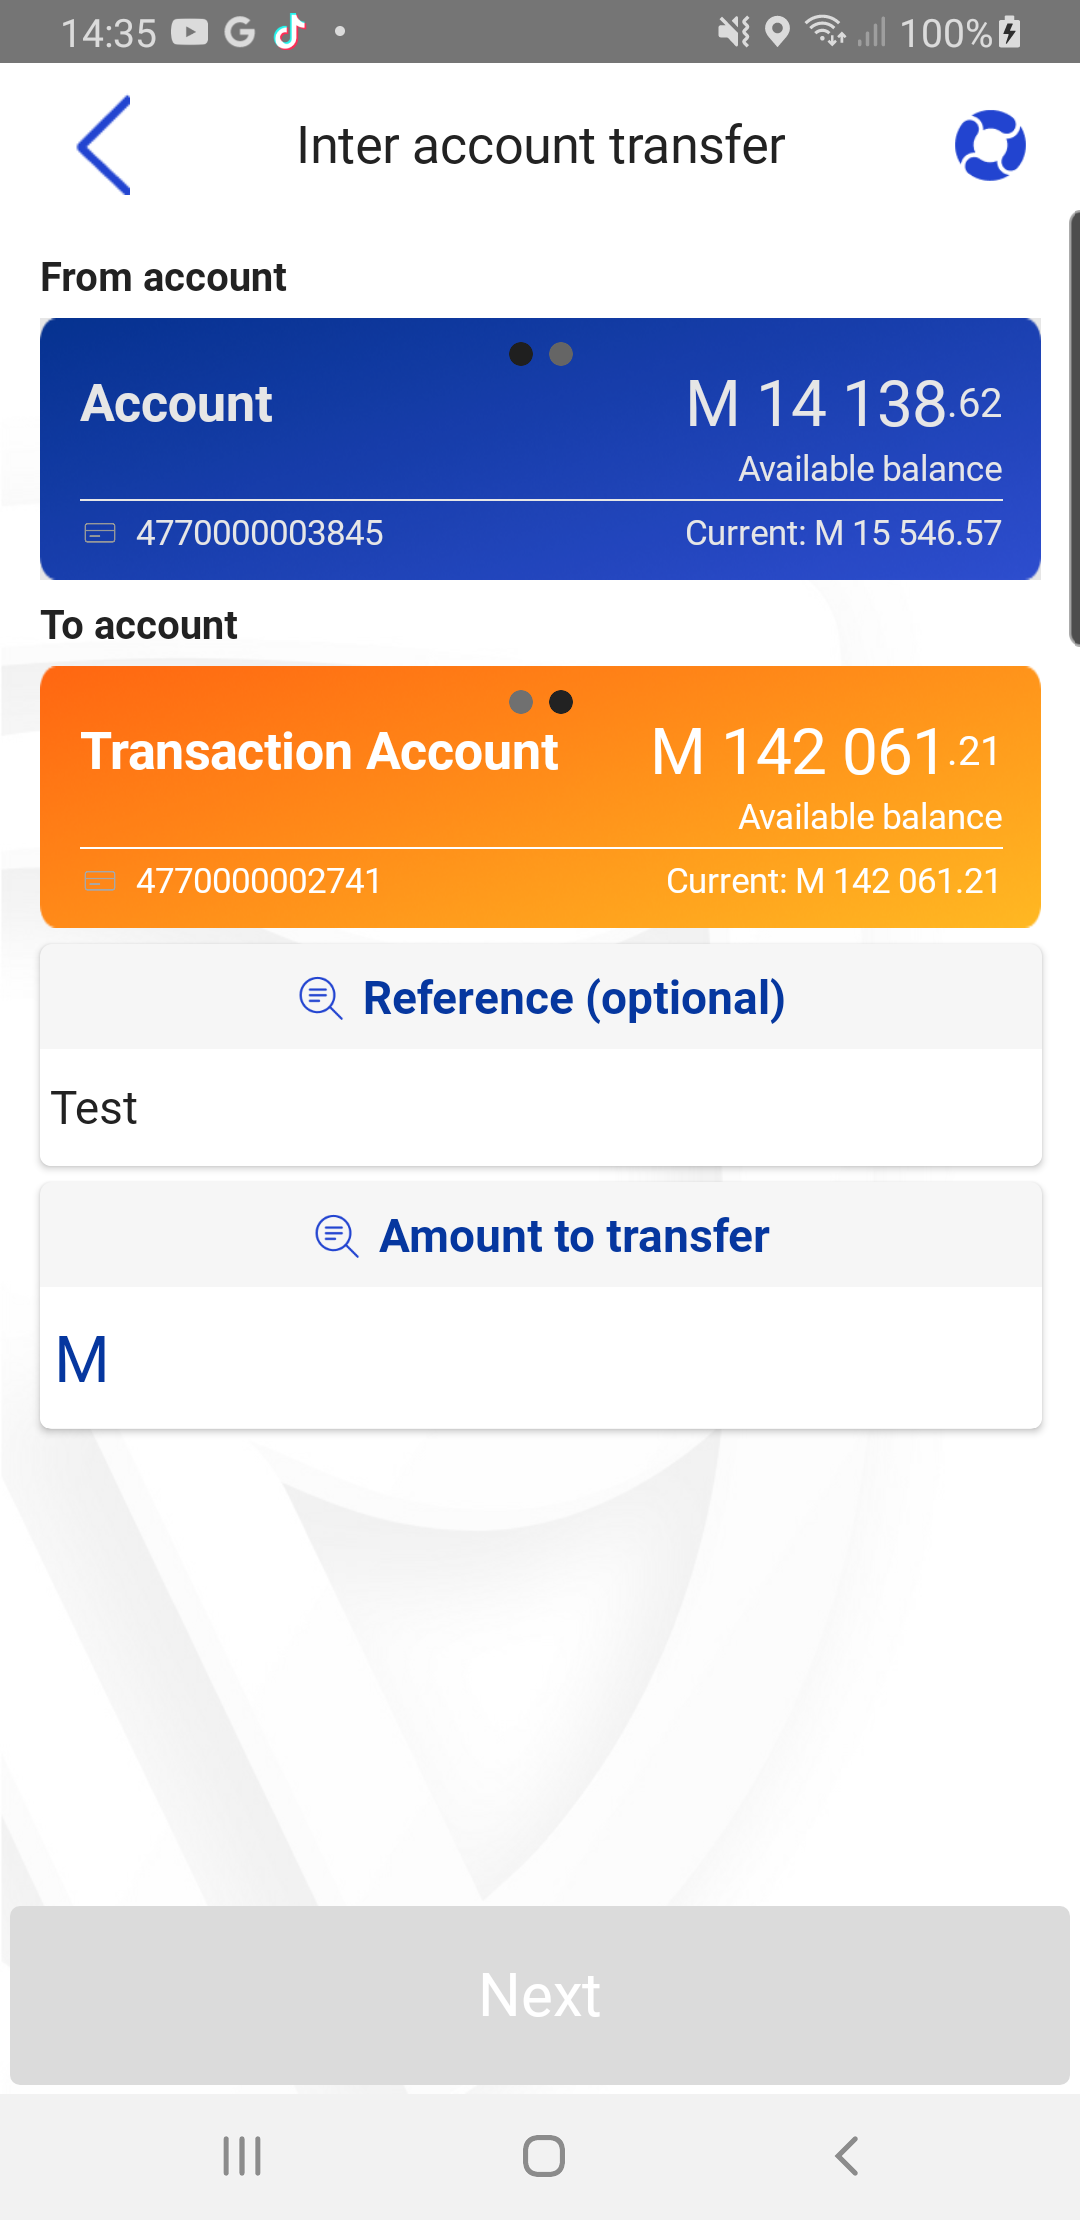 14:35 100%
Inter account transfer
From account
Account M 14 138.62
Available balance
4770000003845 Current: M 15 546.57
To account
Transaction Account M 142 061.21
Available balance
4770000002741 Current: M 142 061.21
Reference (optional)
Test
Amount to transfer
M
Next